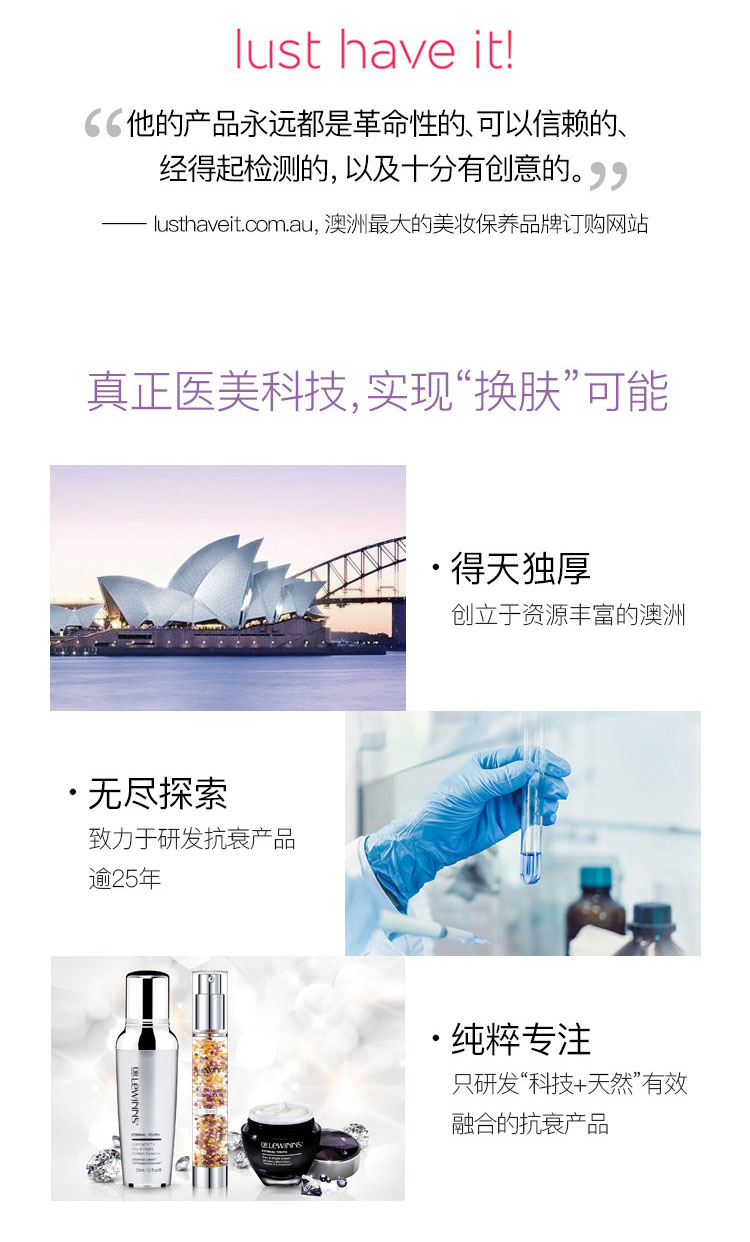 lust have it!
“他的产品永远都是革命性的、可以信赖的、
经得起检测的，以及十分有创意的。”
—— lusthaveit.com.au, 澳洲最大的美妆保养品牌订购网站
真正医美科技，实现“换肤”可能
·得天独厚
创立于资源丰富的澳洲
·无尽探索
致力于研发抗衰产品
逾25年
DR.LEWINN'S
ETERNAL YOUTH
DR.LEWINN'S
ETERNAL YOUTH
Day & Night Cream
·纯粹专注
只研发“科技+天然”有效
融合的抗衰产品